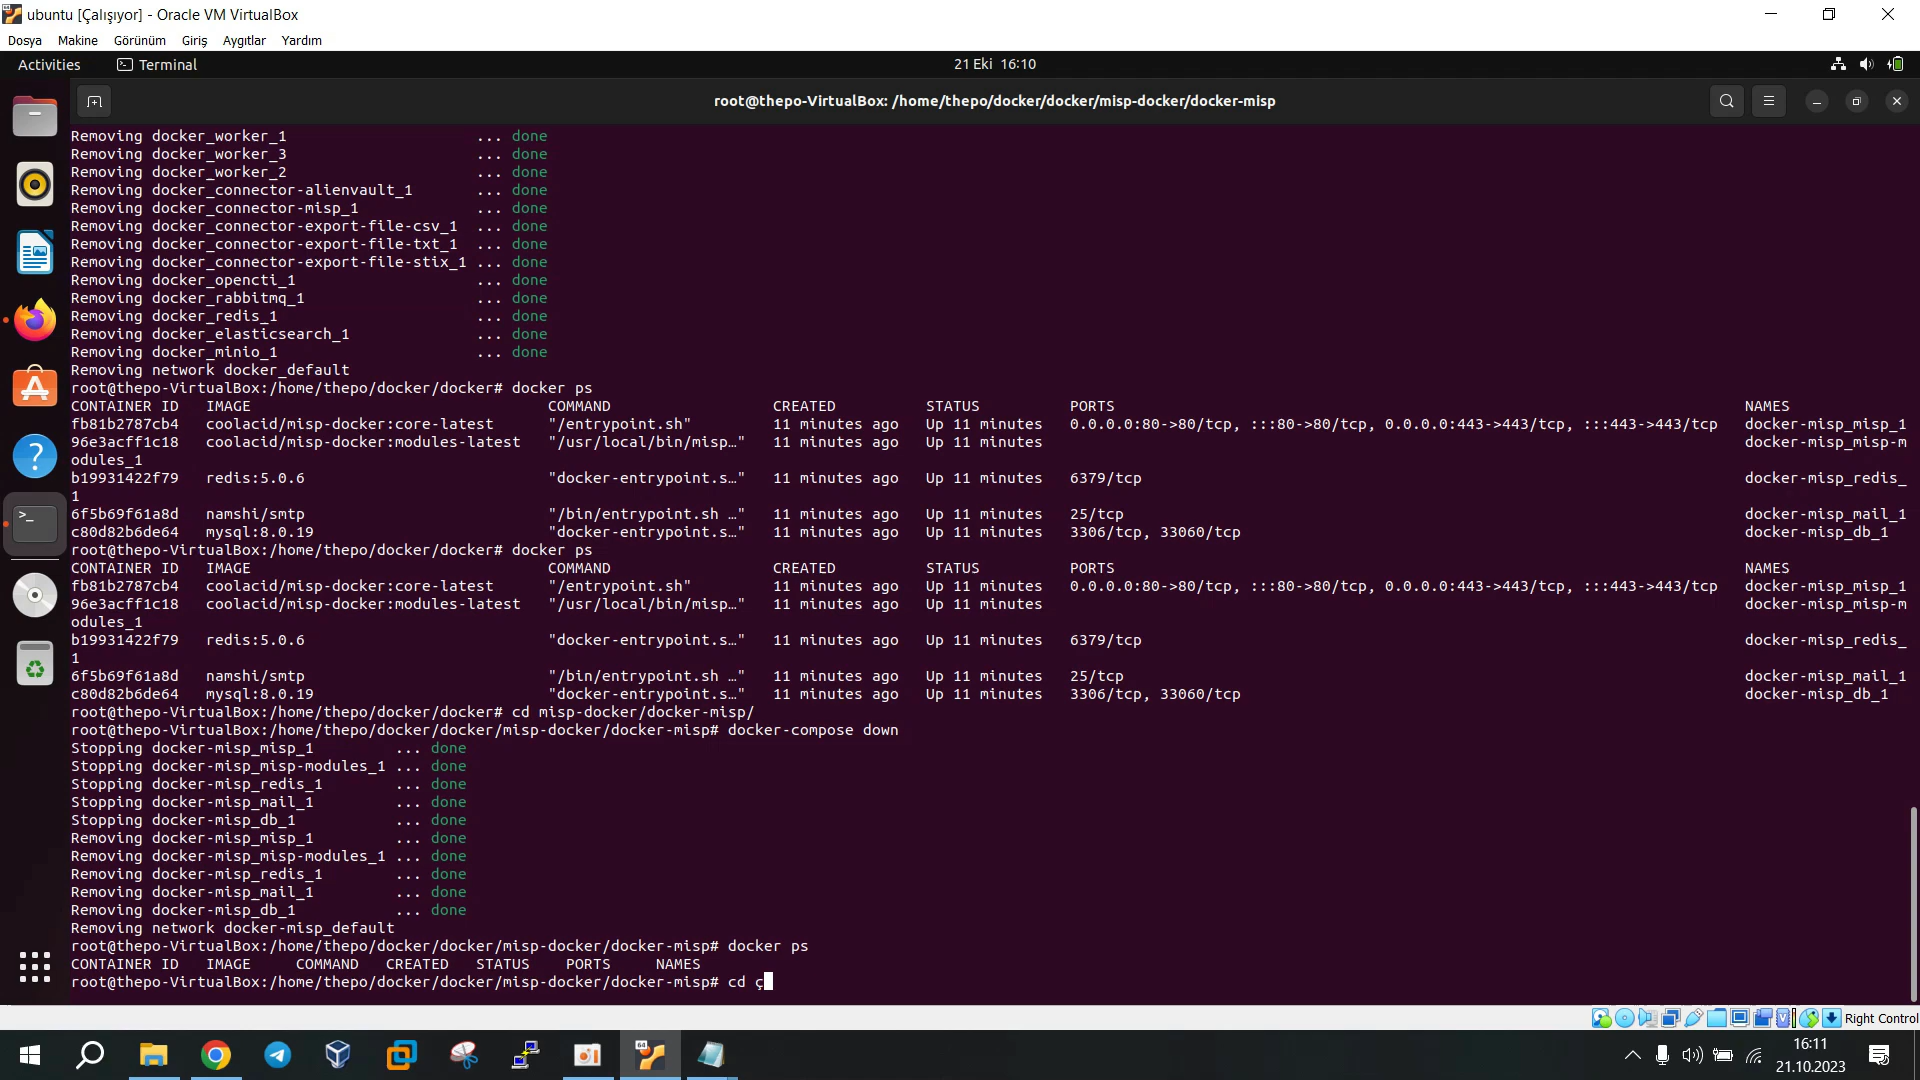 ubuntu [Çalışıyor] - Oracle VM VirtualBox
Dosya Makine Görünüm Giriş Aygıtlar Yardım
Activities Terminal 21 Eki 16:10
root@thepo-VirtualBox: /home/thepo/docker/docker/misp-docker/docker-misp
Removing docker_worker_1 ... done
Removing docker_worker_3 ... done
Removing docker_worker_2 ... done
Removing docker_connector-alienvault_1 ... done
Removing docker_connector-misp_1 ... done
Removing docker_connector-export-file-csv_1 ... done
Removing docker_connector-export-file-txt_1 ... done
Removing docker_connector-export-file-stix_1 ... done
Removing docker_opencti_1 ... done
Removing docker_rabbitmq_1 ... done
Removing docker_redis_1 ... done
Removing docker_elasticsearch_1 ... done
Removing docker_minio_1 ... done
Removing network docker_default
root@thepo-VirtualBox:/home/thepo/docker/docker# docker ps
CONTAINER ID IMAGE COMMAND CREATED STATUS PORTS NAMES
fb81b2787cb4 coolacid/misp-docker:core-latest "/entrypoint.sh" 11 minutes ago Up 11 minutes 0.0.0.0:80->80/tcp, :::80->80/tcp, 0.0.0.0:443->443/tcp, :::443->443/tcp docker-misp_misp_1
96e3acff1c18 coolacid/misp-docker:modules-latest "/usr/local/bin/misp…" 11 minutes ago Up 11 minutes docker-misp_misp-m
odules_1
b19931422f79 redis:5.0.6 "docker-entrypoint.s…" 11 minutes ago Up 11 minutes 6379/tcp docker-misp_redis_
1
6f5b69f61a8d namshi/smtp "/bin/entrypoint.sh …" 11 minutes ago Up 11 minutes 25/tcp docker-misp_mail_1
c80d82b6de64 mysql:8.0.19 "docker-entrypoint.s…" 11 minutes ago Up 11 minutes 3306/tcp, 33060/tcp docker-misp_db_1
root@thepo-VirtualBox:/home/thepo/docker/docker# docker ps
CONTAINER ID IMAGE COMMAND CREATED STATUS PORTS NAMES
fb81b2787cb4 coolacid/misp-docker:core-latest "/entrypoint.sh" 11 minutes ago Up 11 minutes 0.0.0.0:80->80/tcp, :::80->80/tcp, 0.0.0.0:443->443/tcp, :::443->443/tcp docker-misp_misp_1
96e3acff1c18 coolacid/misp-docker:modules-latest "/usr/local/bin/misp…" 11 minutes ago Up 11 minutes docker-misp_misp-m
odules_1
b19931422f79 redis:5.0.6 "docker-entrypoint.s…" 11 minutes ago Up 11 minutes 6379/tcp docker-misp_redis_
1
6f5b69f61a8d namshi/smtp "/bin/entrypoint.sh …" 11 minutes ago Up 11 minutes 25/tcp docker-misp_mail_1
c80d82b6de64 mysql:8.0.19 "docker-entrypoint.s…" 11 minutes ago Up 11 minutes 3306/tcp, 33060/tcp docker-misp_db_1
root@thepo-VirtualBox:/home/thepo/docker/docker# cd misp-docker/docker-misp/
root@thepo-VirtualBox:/home/thepo/docker/docker/misp-docker/docker-misp# docker-compose down
Stopping docker-misp_misp_1 ... done
Stopping docker-misp_misp-modules_1 ... done
Stopping docker-misp_redis_1 ... done
Stopping docker-misp_mail_1 ... done
Stopping docker-misp_db_1 ... done
Removing docker-misp_misp_1 ... done
Removing docker-misp_misp-modules_1 ... done
Removing docker-misp_redis_1 ... done
Removing docker-misp_mail_1 ... done
Removing docker-misp_db_1 ... done
Removing network docker-misp_default
root@thepo-VirtualBox:/home/thepo/docker/docker/misp-docker/docker-misp# docker ps
CONTAINER ID IMAGE COMMAND CREATED STATUS PORTS NAMES
root@thepo-VirtualBox:/home/thepo/docker/docker/misp-docker/docker-misp# cd ç
Right Control
16:11
21.10.2023